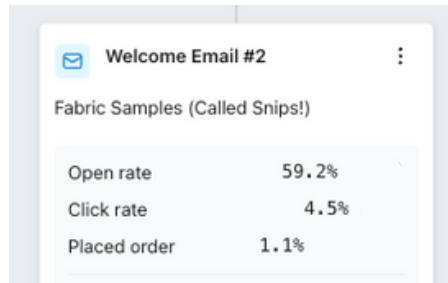 Welcome Email #2
Fabric Samples (Called Snips!)
Open rate 59.2%
Click rate 4.5%
Placed order 1.1%